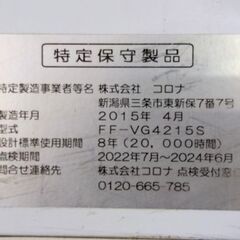 特定保守製品
特定製造事業者等名 株式会社 コロナ
新潟県三条市東新保7番7号
製造年月 2015年 4月
型式 FF-VG4215S
設計標準使用期間 8年(20,000時間)
点検期間 2022年7月～2024年6月
問合せ連絡先 株式会社コロナ 点検受付窓
0120-665-785